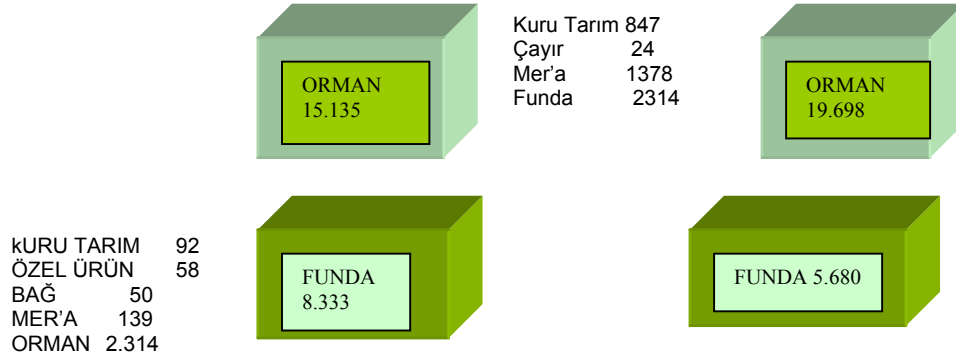 ORMAN
15.135
Kuru Tarım 847
Çayır 24
Mer'a 1378
Funda 2314
ORMAN
19.698
kURU TARIM 92
ÖZEL ÜRÜN 58
BAĞ 50
MER'A 139
ORMAN 2.314
FUNDA
8.333
FUNDA 5.680